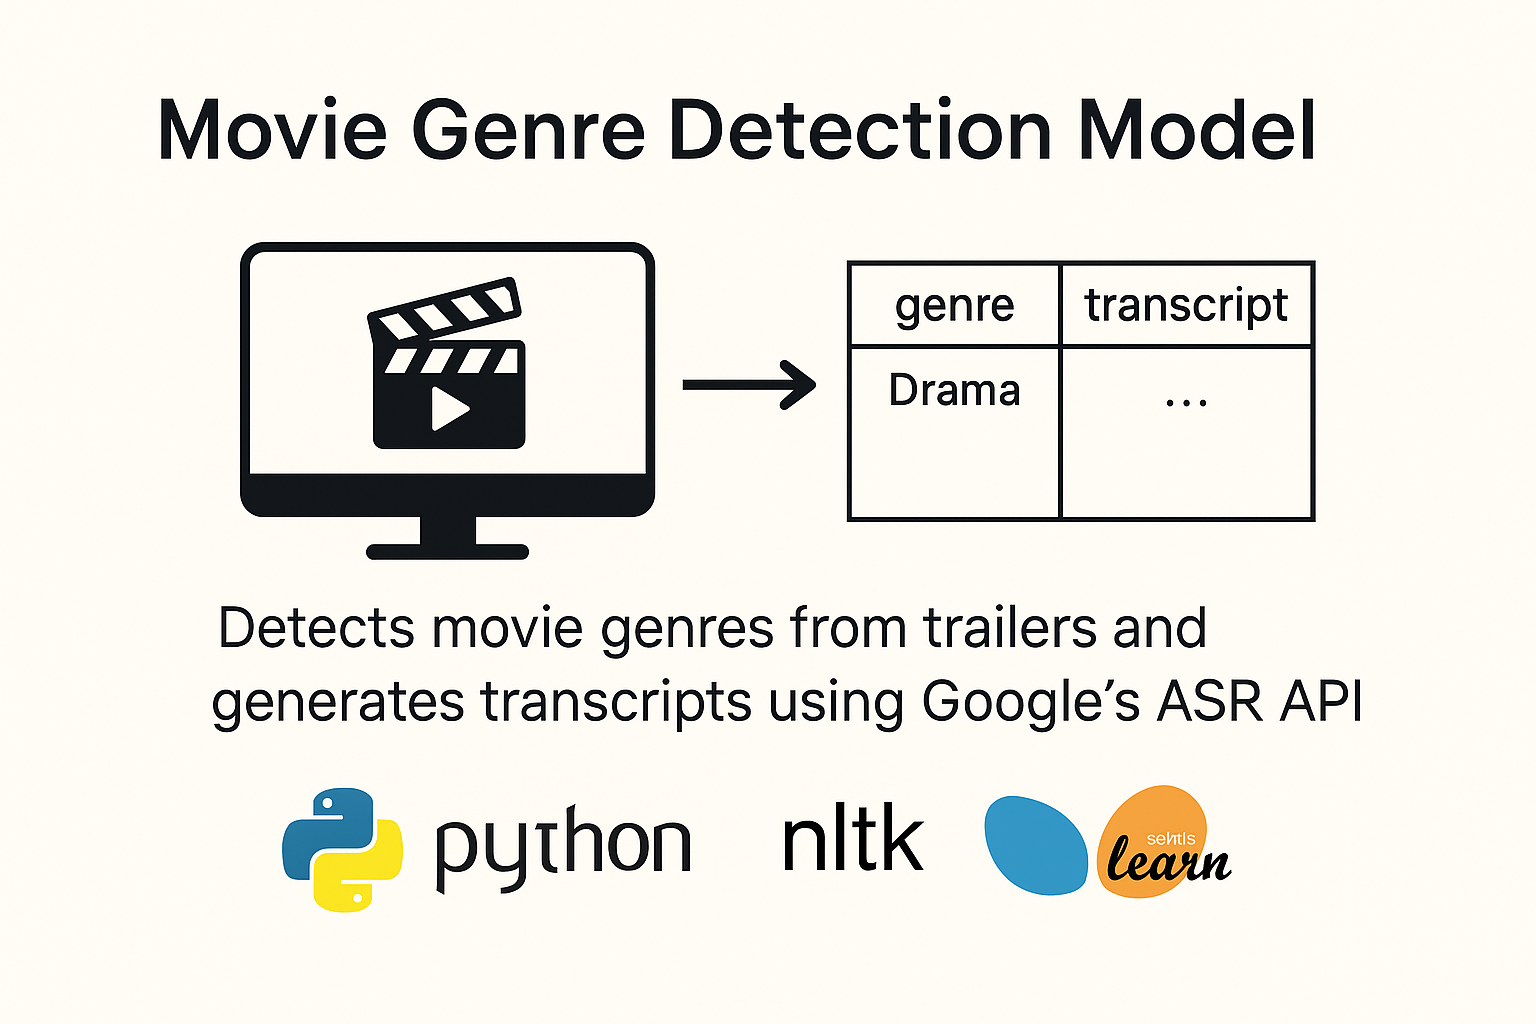 Movie Genre Detection Model
genre transcript
Drama ...
Detects movie genres from trailers and
generates transcripts using Google's ASR API
python nltk
learn